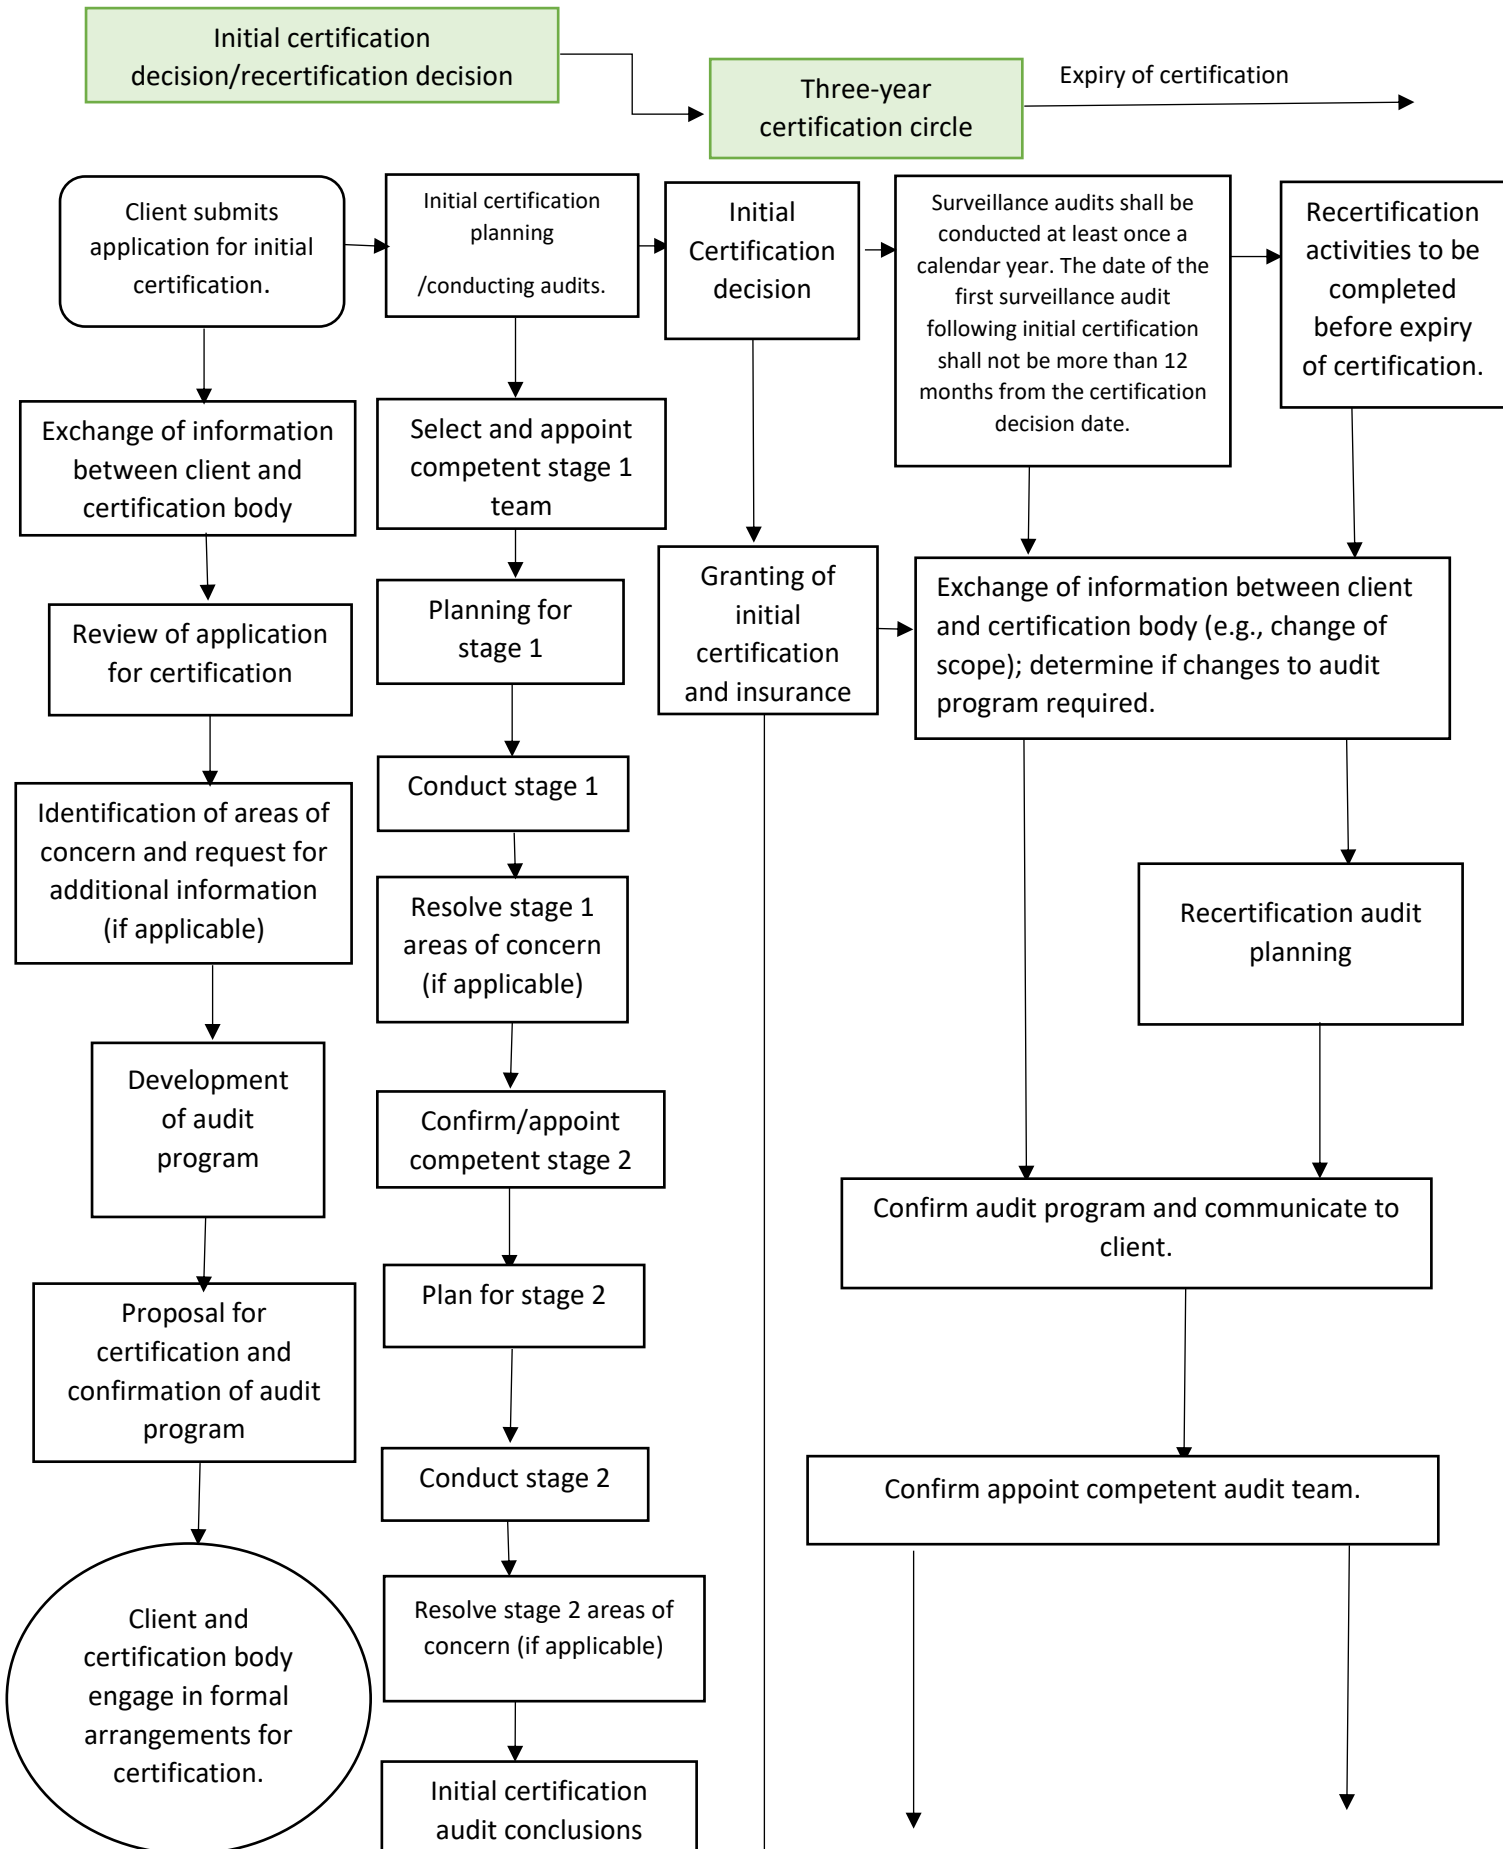 Initial certification
decision/recertification decision
Three-year
certification circle
Expiry of certification
Client submits
application for initial
certification.
Initial certification
planning
/conducting audits.
Initial
Certification
decision
Surveillance audits shall be
conducted at least once a
calendar year. The date of the
first surveillance audit
following initial certification
shall not be more than 12
months from the certification
decision date.
Recertification
activities to be
completed
before expiry
of certification.
Exchange of information
between client and
certification body
Select and appoint
competent stage 1
team
Granting of
initial
certification
and insurance
Exchange of information between client
and certification body (e.g., change of
scope); determine if changes to audit
program required.
Review of application
for certification
Planning for
stage 1
Identification of areas of
concern and request for
additional information
(if applicable)
Conduct stage 1
Resolve stage 1
areas of concern
(if applicable)
Recertification audit
planning
Development
of audit
program
Confirm/appoint
competent stage 2
Confirm audit program and communicate to
client.
Proposal for
certification and
confirmation of audit
program
Plan for stage 2
Conduct stage 2
Confirm appoint competent audit team.
Client and
certification body
engage in formal
arrangements for
certification.
Resolve stage 2 areas of
concern (if applicable)
Initial certification
audit conclusions